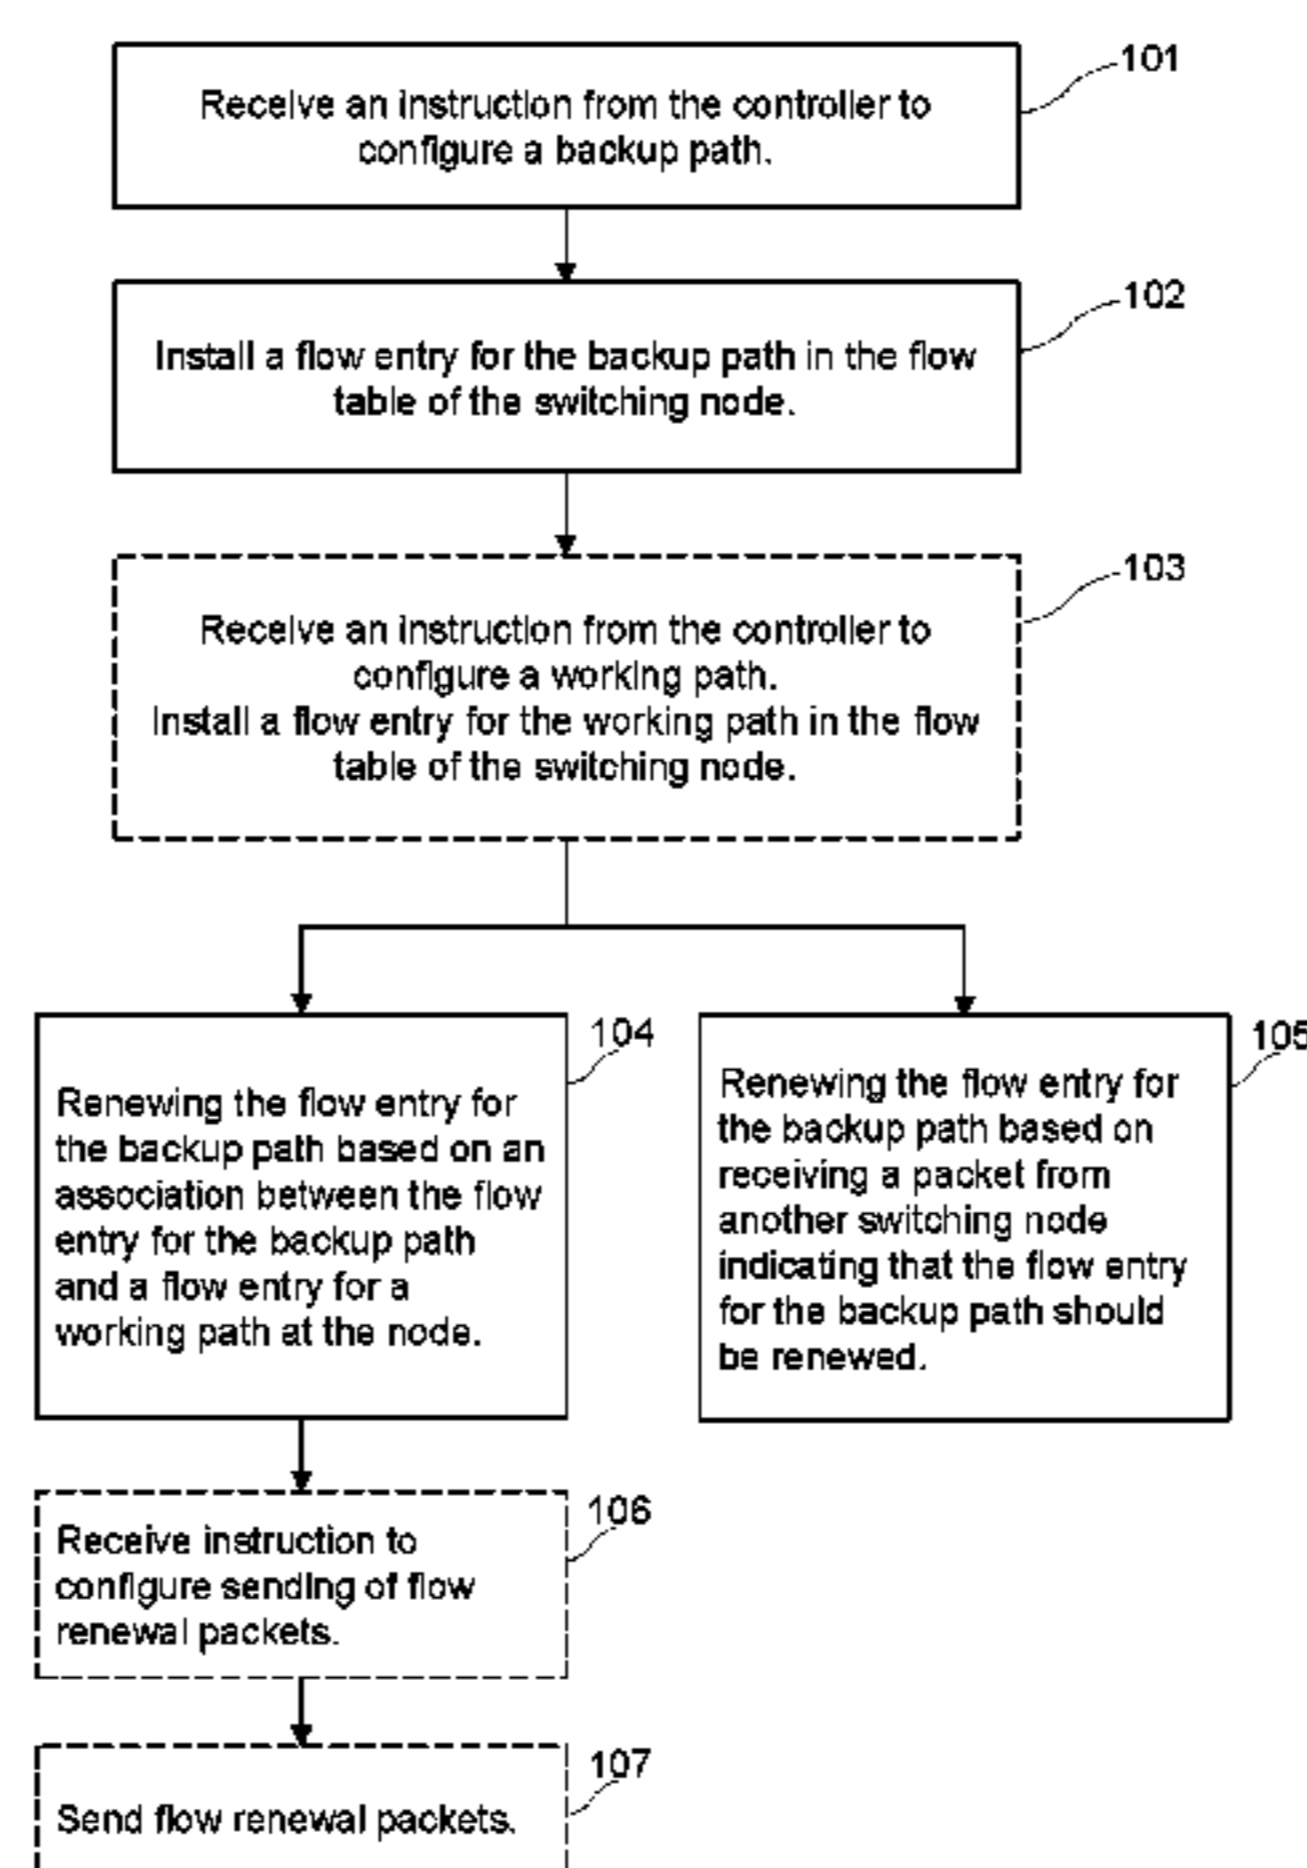 101
Receive an instruction from the controller to
configure a backup path.
102
Install a flow entry for the backup path in the flow
table of the switching node.
103
Receive an instruction from the controller to
configure a working path.
Install a flow entry for the working path in the flow
table of the switching node.
104
Renewing the flow entry for
the backup path based on an
association between the flow
entry for the backup path
and a flow entry for a
working path at the node.
105
Renewing the flow entry for
the backup path based on
receiving a packet from
another switching node
indicating that the flow entry
for the backup path should
be renewed.
106
Receive instruction to
configure sending of flow
renewal packets.
107
Send flow renewal packets.